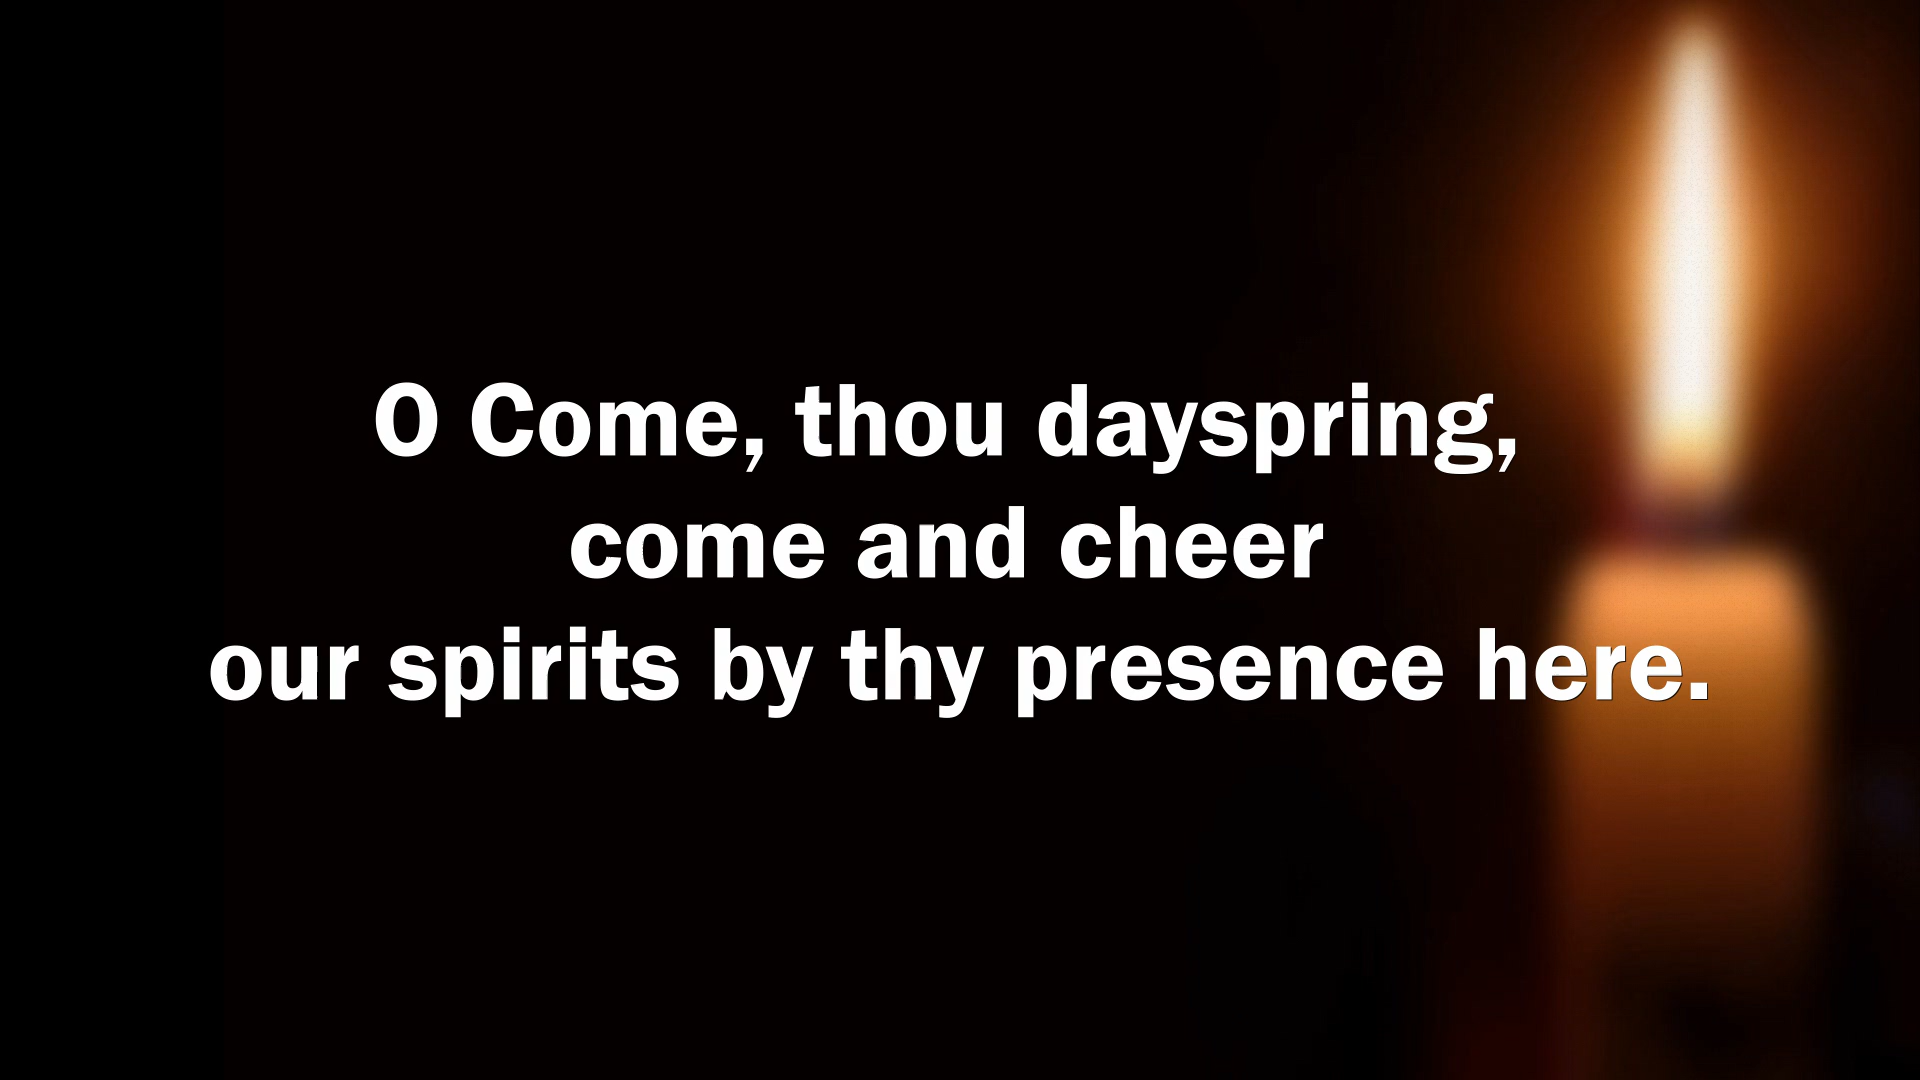 O Come, thou dayspring,
come and cheer
our spirits by thy presence here.